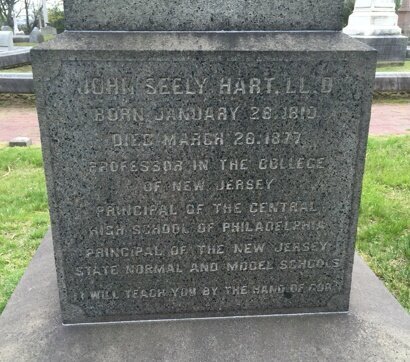 JOHN SEELY HART, LL.D.
BORN JANUARY 28. 1810
DIED MARCH 26. 1877.
PROFESSOR IN THE COLLEGE
OF NEW JERSEY
PRINCIPAL OF THE CENTRAL
HIGH SCHOOL OF PHILADELPHIA
PRINCIPAL OF THE NEW JERSEY
STATE NORMAL AND MODEL SCHOOLS
I WILL TEACH YOU BY THE HAND OF GOD